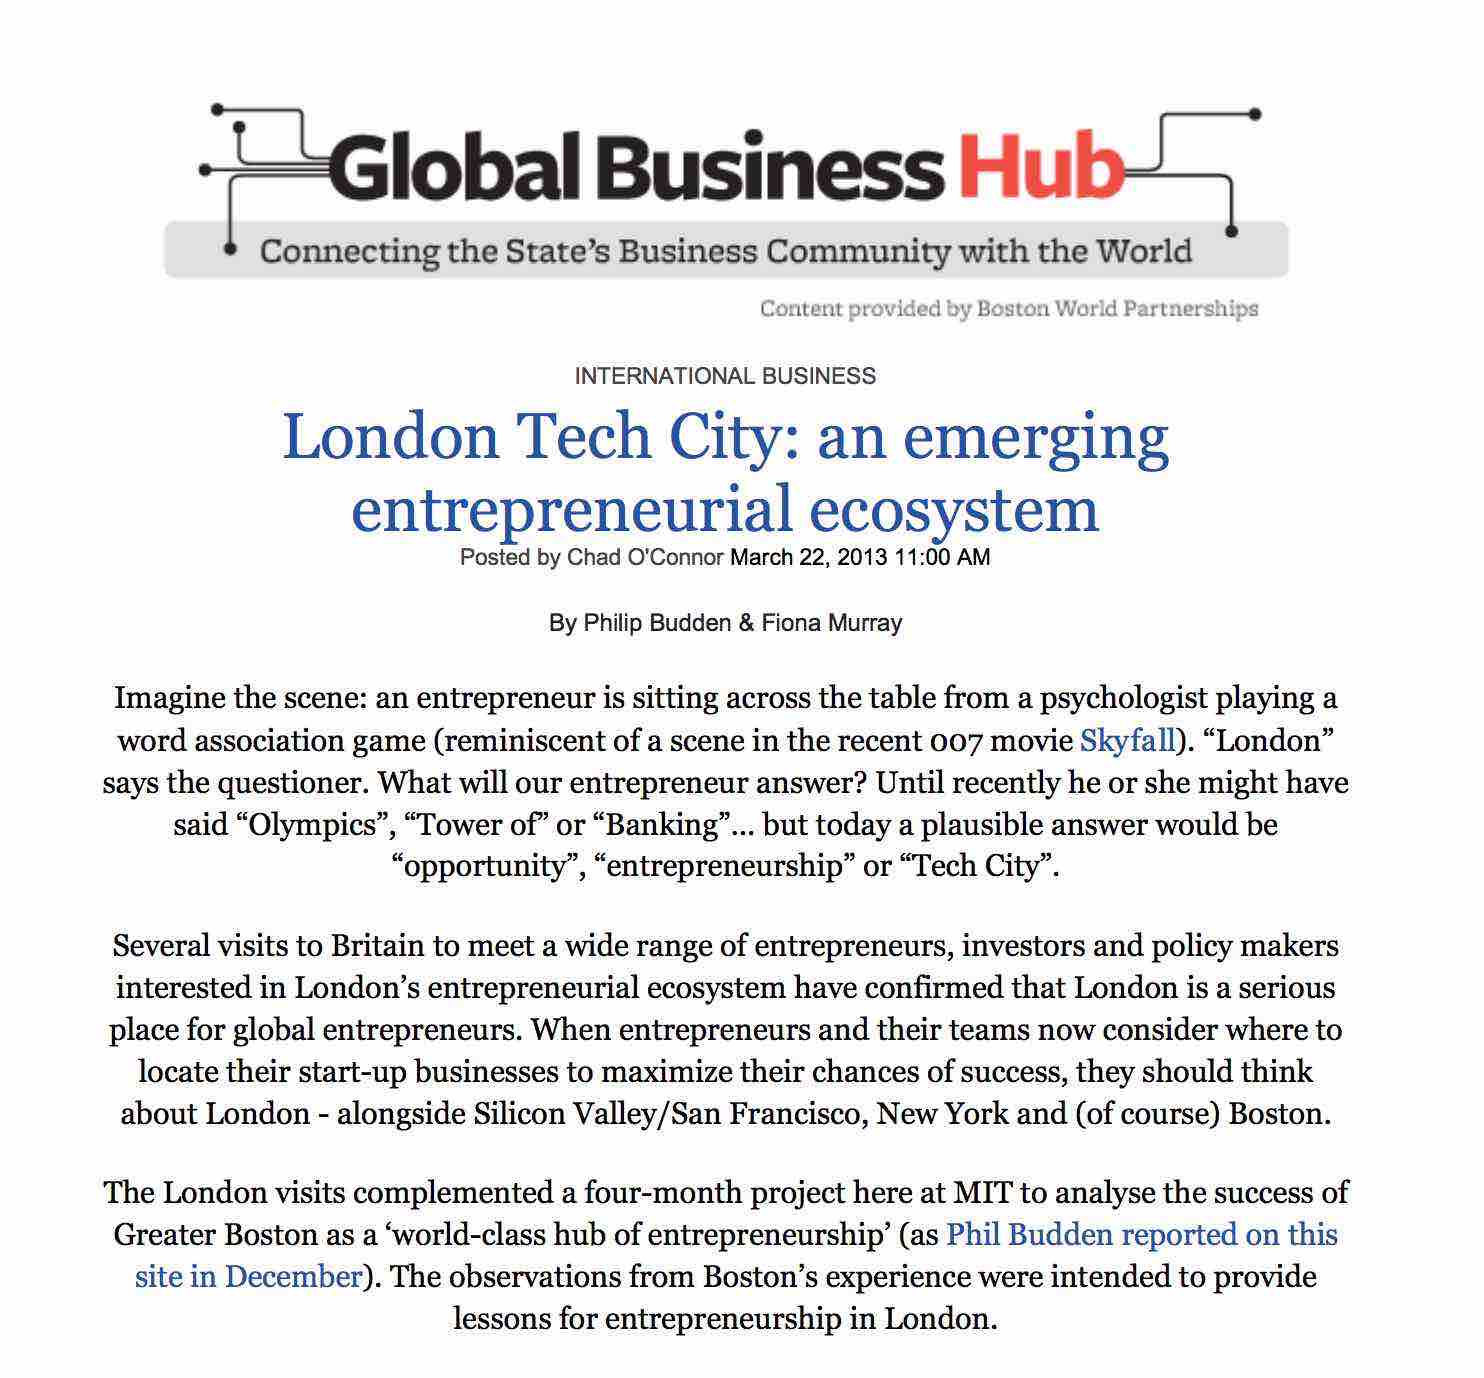 Global Business Hub
Connecting the State's Business Community with the World
Content provided by Boston World Partnerships
INTERNATIONAL BUSINESS
London Tech City: an emerging
entrepreneurial ecosystem
Posted by Chad O'Connor March 22, 2013 11:00 AM
By Philip Budden & Fiona Murray
Imagine the scene: an entrepreneur is sitting across the table from a psychologist playing a
word association game (reminiscent of a scene in the recent 007 movie Skyfall). “London”
says the questioner. What will our entrepreneur answer? Until recently he or she might have
said “Olympics”, “Tower of” or “Banking”... but today a plausible answer would be
“opportunity”, “entrepreneurship” or “Tech City”.
Several visits to Britain to meet a wide range of entrepreneurs, investors and policy makers
interested in London’s entrepreneurial ecosystem have confirmed that London is a serious
place for global entrepreneurs. When entrepreneurs and their teams now consider where to
locate their start-up businesses to maximize their chances of success, they should think
about London - alongside Silicon Valley/San Francisco, New York and (of course) Boston.
The London visits complemented a four-month project here at MIT to analyse the success of
Greater Boston as a ‘world-class hub of entrepreneurship’ (as Phil Budden reported on this
site in December). The observations from Boston’s experience were intended to provide
lessons for entrepreneurship in London.